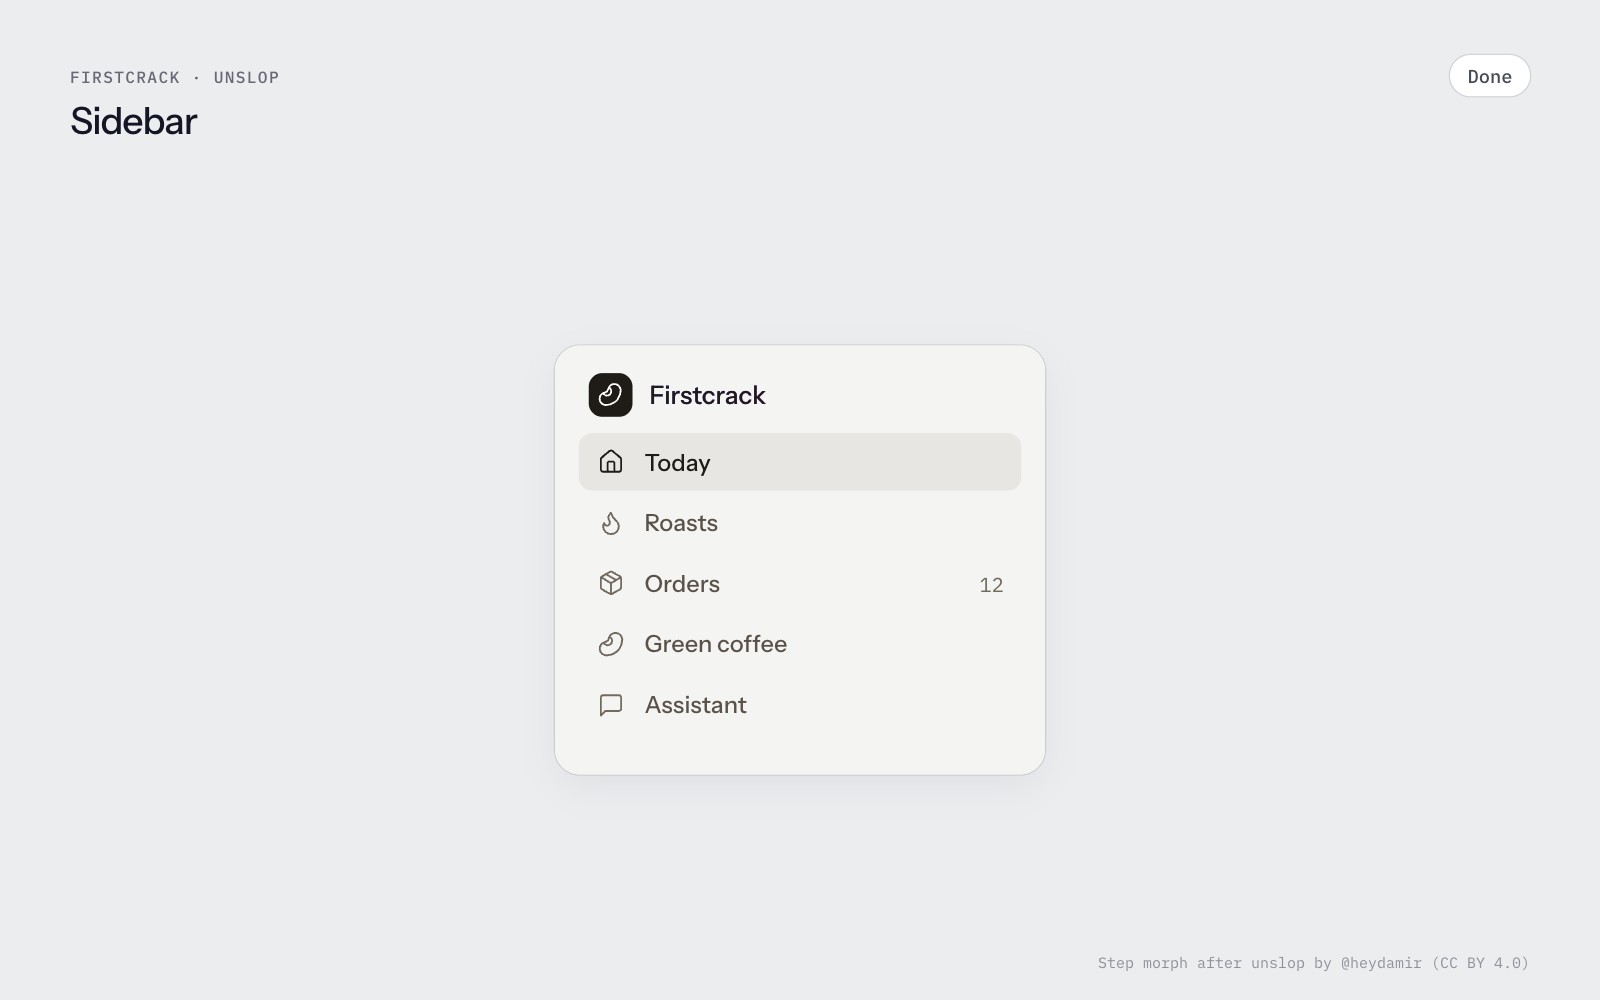 FIRSTCRACK · UNSLOP
Done
Sidebar
Firstcrack
Today
Roasts
Orders 12
Green coffee
Assistant
Step morph after unslop by @heydamir (CC BY 4.0)